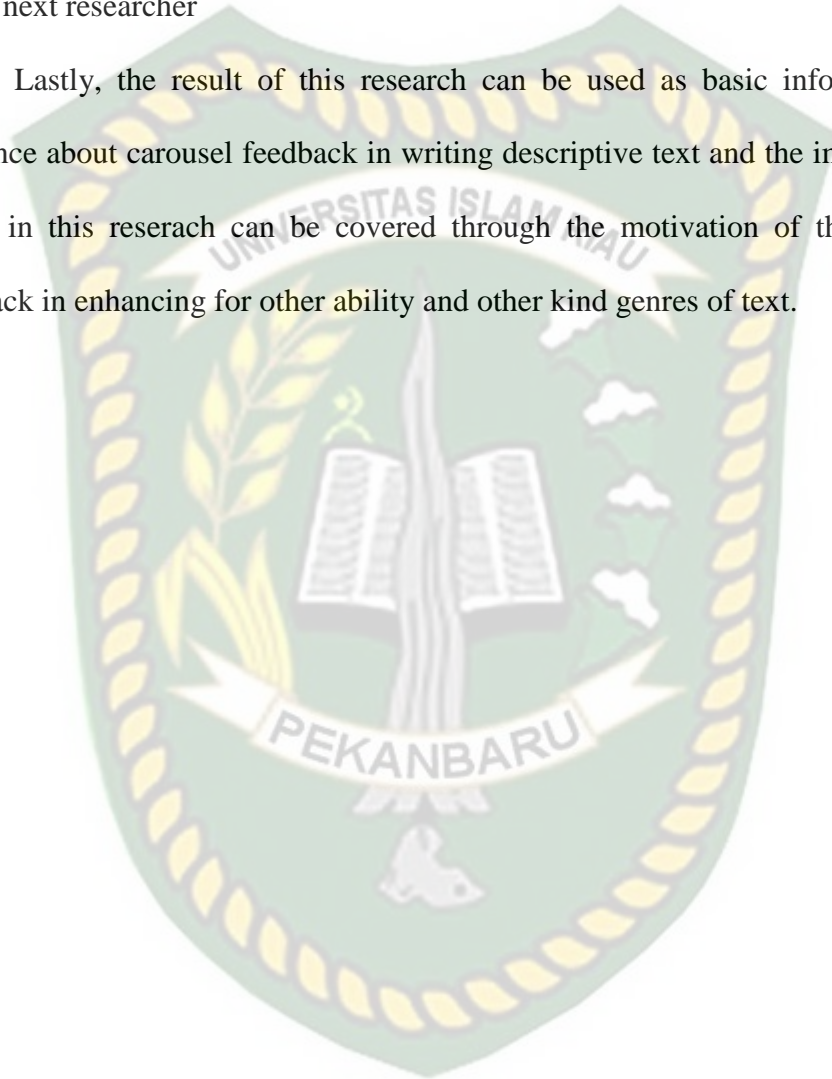 next researcher
Lastly, the result of this research can be used as basic info
nce about carousel feedback in writing descriptive text and the in
in this reserach can be covered through the motivation of th
ck in enhancing for other ability and other kind genres of text.
UNIVERSITAS ISLAM RIAU
PEKANBARU